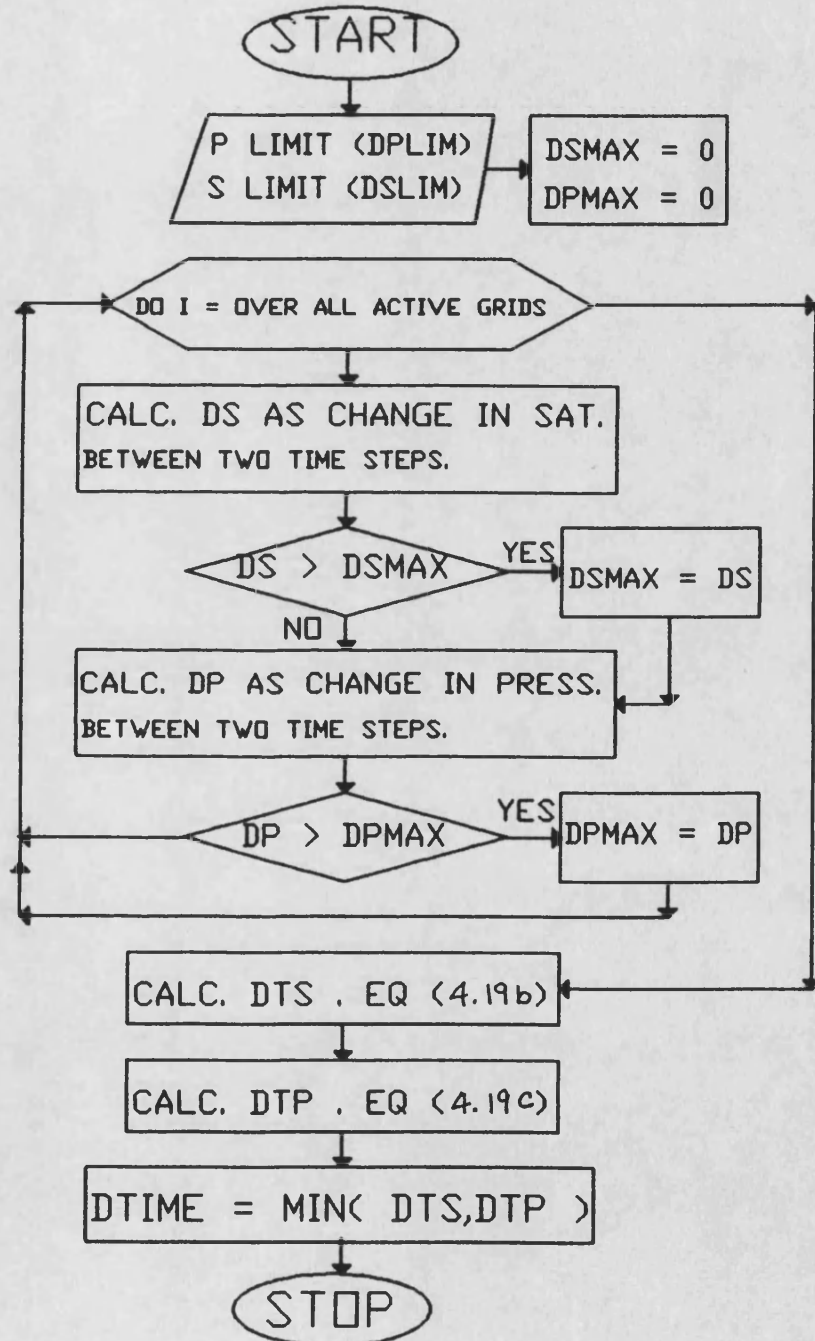 START
P LIMIT (DPLIM)
S LIMIT (DSLIM)
DSMAX = 0
DPMAX = 0
DO I = OVER ALL ACTIVE GRIDS
CALC. DS AS CHANGE IN SAT.
BETWEEN TWO TIME STEPS.
DS > DSMAX
YES
DSMAX = DS
NO
CALC. DP AS CHANGE IN PRESS.
BETWEEN TWO TIME STEPS.
DP > DPMAX
YES
DPMAX = DP
CALC. DTS . EQ (4.19b)
CALC. DTP . EQ (4.19c)
DTIME = MIN( DTS,DTP )
STOP